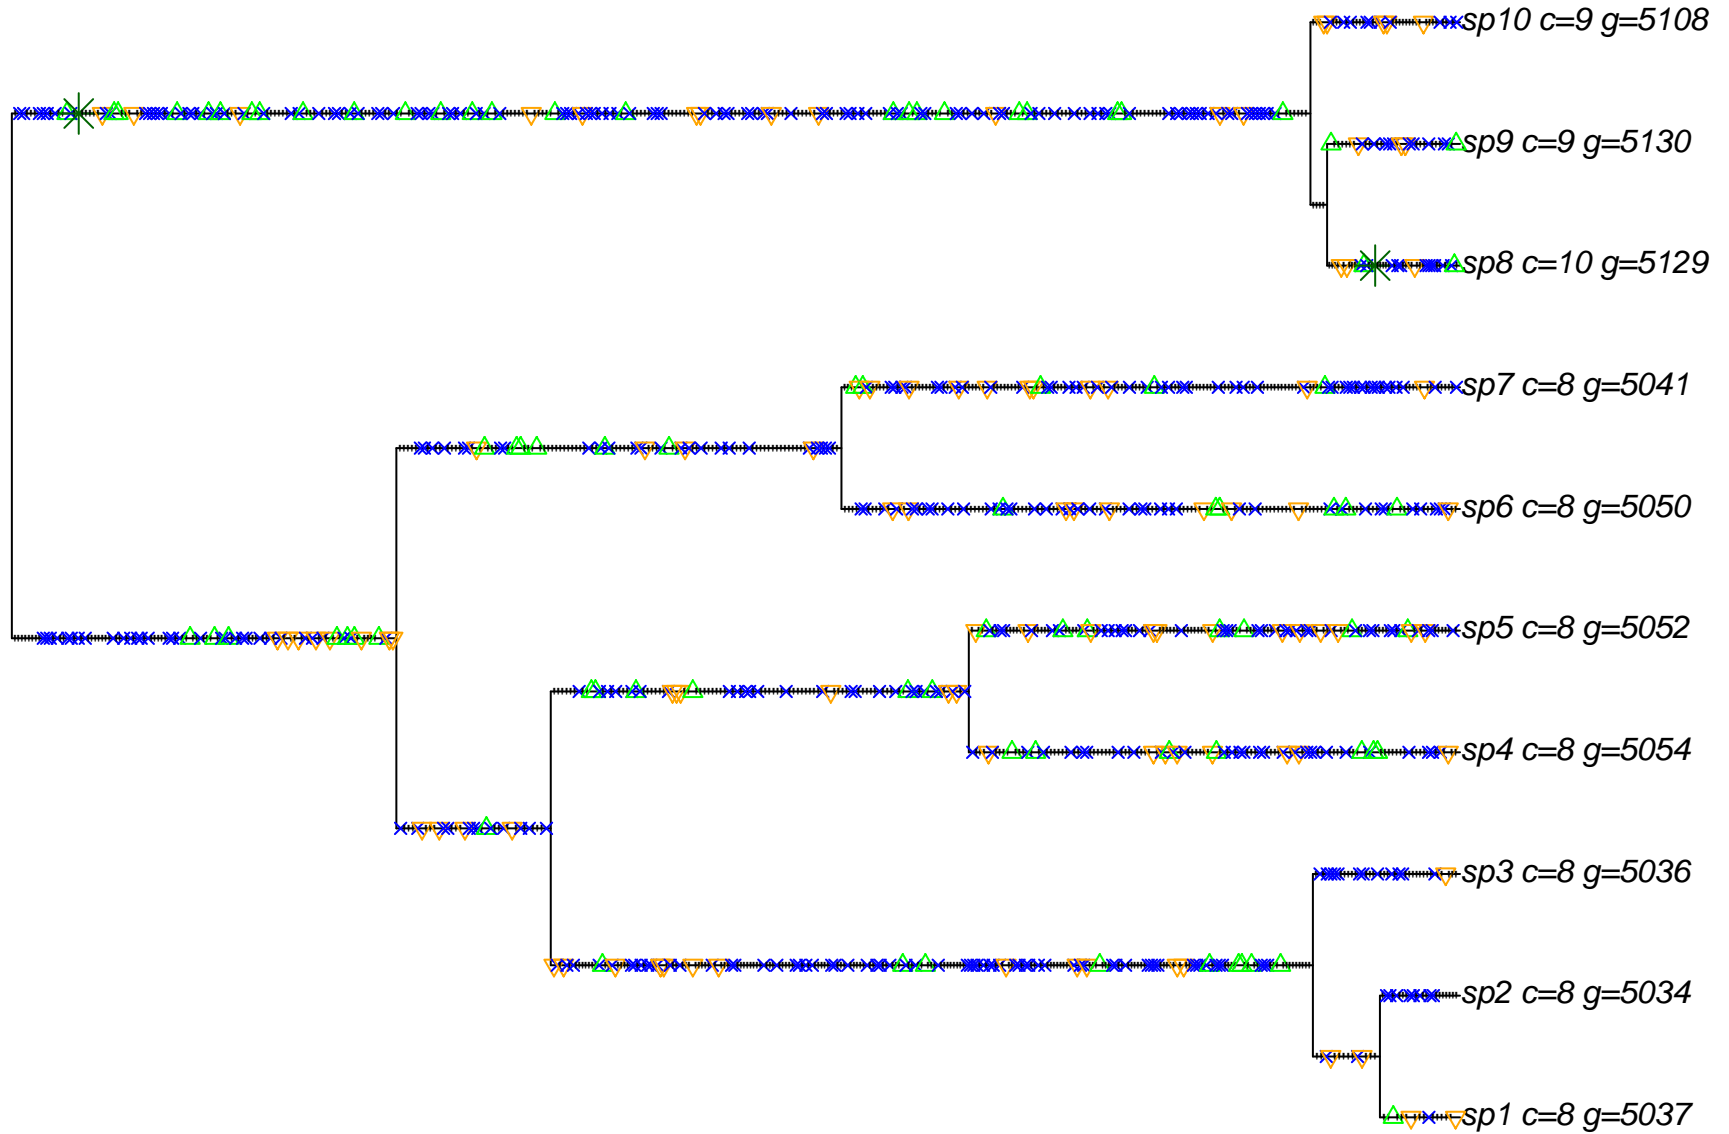 sp10 c=9 g=5108
sp9 c=9 g=5130
sp8 c=10 g=5129
sp7 c=8 g=5041
sp6 c=8 g=5050
sp5 c=8 g=5052
sp4 c=8 g=5054
sp3 c=8 g=5036
sp2 c=8 g=5034
sp1 c=8 g=5037